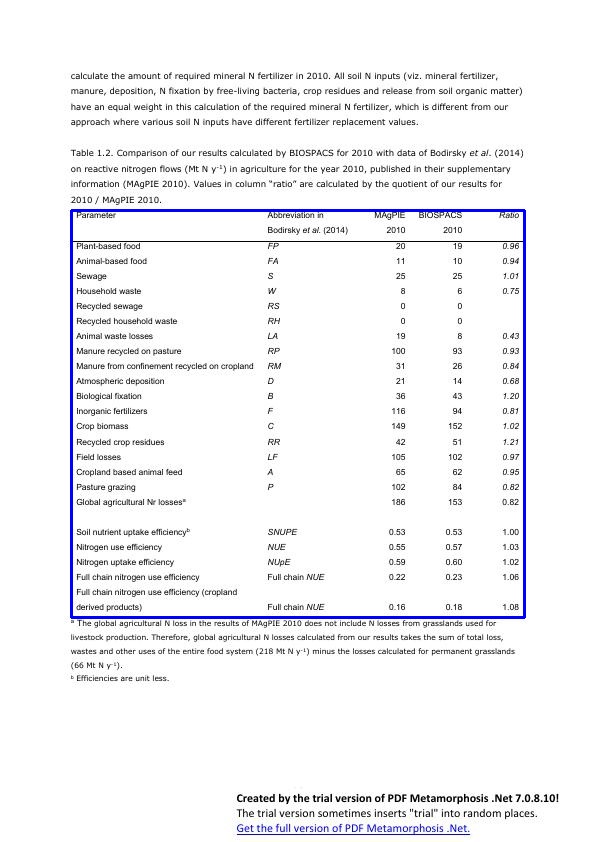 calculate the amount of required mineral N fertilizer in 2010. All soil N inputs (viz. mineral fertilizer,
manure, deposition, N fixation by free-living bacteria, crop residues and release from soil organic matter)
have an equal weight in this calculation of the required mineral N fertilizer, which is different from our
approach where various soil N inputs have different fertilizer replacement values.
Table 1.2. Comparison of our results calculated by BIOSPACS for 2010 with data of Bodirsky et al. (2014)
on reactive nitrogen flows (Mt N y⁻¹) in agriculture for the year 2010, published in their supplementary
information (MAgPIE 2010). Values in column “ratio” are calculated by the quotient of our results for
2010 / MAgPIE 2010.
Parameter Abbreviation in MAgPIE BIOSPACS Ratio
Bodirsky et al. (2014) 2010 2010
Plant-based food FP 20 19 0.96
Animal-based food FA 11 10 0.94
Sewage S 25 25 1.01
Household waste W 8 6 0.75
Recycled sewage RS 0 0
Recycled household waste RH 0 0
Animal waste losses LA 19 8 0.43
Manure recycled on pasture RP 100 93 0.93
Manure from confinement recycled on cropland RM 31 26 0.84
Atmospheric deposition D 21 14 0.68
Biological fixation B 36 43 1.20
Inorganic fertilizers F 116 94 0.81
Crop biomass C 149 152 1.02
Recycled crop residues RR 42 51 1.21
Field losses LF 105 102 0.97
Cropland based animal feed A 65 62 0.95
Pasture grazing P 102 84 0.82
Global agricultural Nr lossesᵃ 186 153 0.82
Soil nutrient uptake efficiencyᵇ SNUPE 0.53 0.53 1.00
Nitrogen use efficiency NUE 0.55 0.57 1.03
Nitrogen uptake efficiency NUpE 0.59 0.60 1.02
Full chain nitrogen use efficiency Full chain NUE 0.22 0.23 1.06
Full chain nitrogen use efficiency (cropland
derived products) Full chain NUE 0.16 0.18 1.08
ᵃ The global agricultural N loss in the results of MAgPIE 2010 does not include N losses from grasslands used for
livestock production. Therefore, global agricultural N losses calculated from our results takes the sum of total loss,
wastes and other uses of the entire food system (218 Mt N y⁻¹) minus the losses calculated for permanent grasslands
(66 Mt N y⁻¹).
ᵇ Efficiencies are unit less.
Created by the trial version of PDF Metamorphosis .Net 7.0.8.10!
The trial version sometimes inserts "trial" into random places.
Get the full version of PDF Metamorphosis .Net.